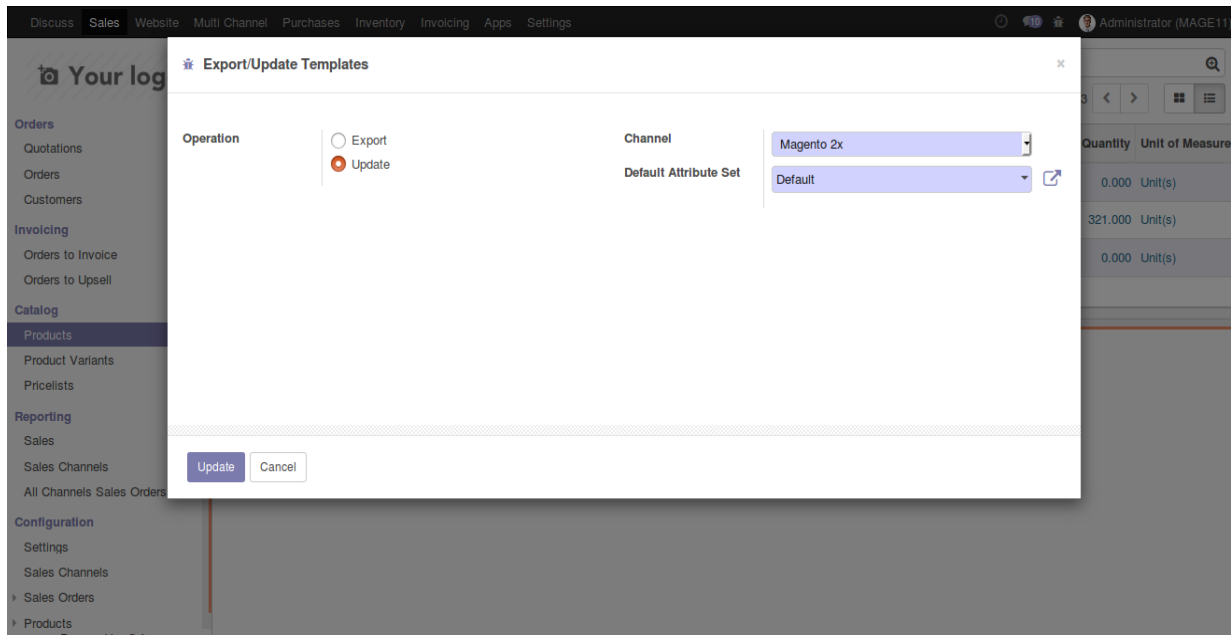 Discuss Sales Website Multi Channel Purchases Inventory Invoicing Apps Settings 10 Administrator (MAGE11)
Your log
Export/Update Templates ×
3
Orders
Quotations
Orders
Customers
Invoicing
Orders to Invoice
Orders to Upsell
Catalog
Products
Product Variants
Pricelists
Reporting
Sales
Sales Channels
All Channels Sales Orders
Configuration
Settings
Sales Channels
Sales Orders
Products
Operation
Export
Update
Channel Magento 2x
Default Attribute Set Default
Update Cancel
Quantity Unit of Measure
0.000 Unit(s)
321.000 Unit(s)
0.000 Unit(s)